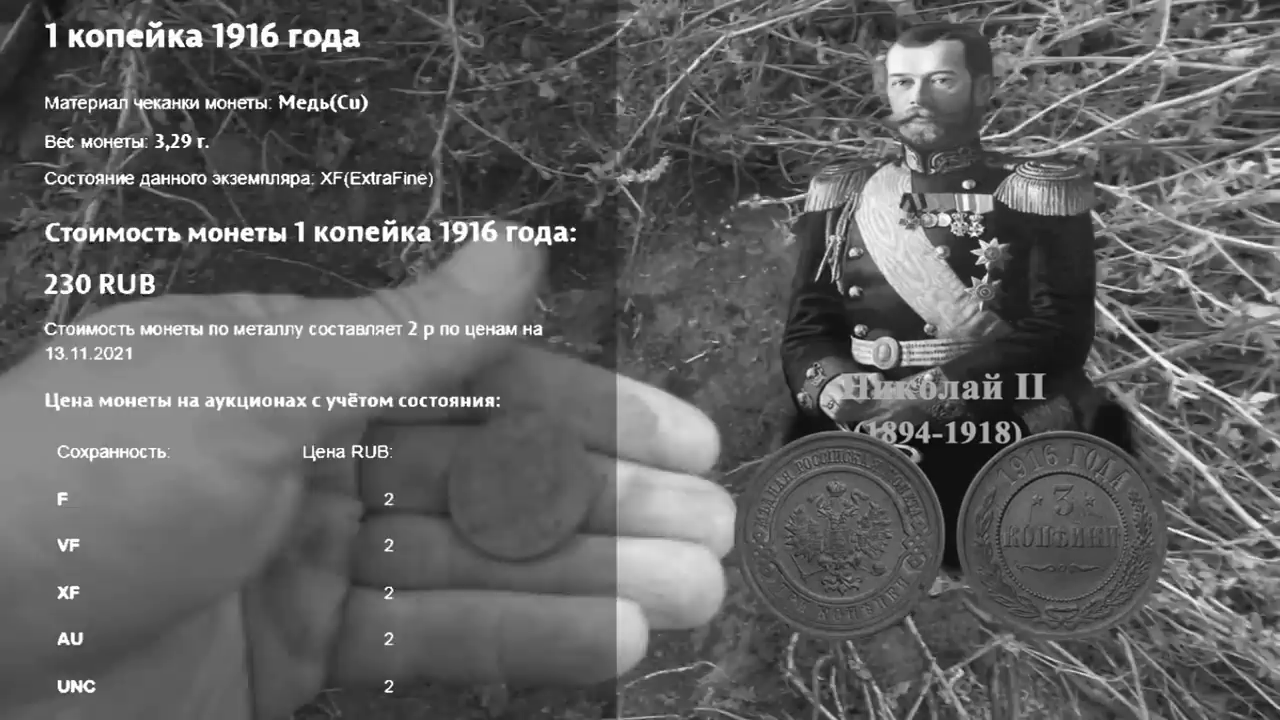 1 копейка 1916 года
Материал чеканки монеты: Медь(Cu)
Вес монеты: 3,29 г.
Состояние данного экземпляра: XF(ExtraFine)
Стоимость монеты 1 копейка 1916 года:
230 RUB
Стоимость монеты по металлу составляет 2 р по ценам на
13.11.2021
Цена монеты на аукционах с учётом состояния:
Сохранность: Цена RUB:
F 2
VF 2
XF 2
AU 2
UNC 2
Николай II
(1894-1918)
РОССІЙСКАЯ
1916 ГОДА
3
КОПѢЙКИ